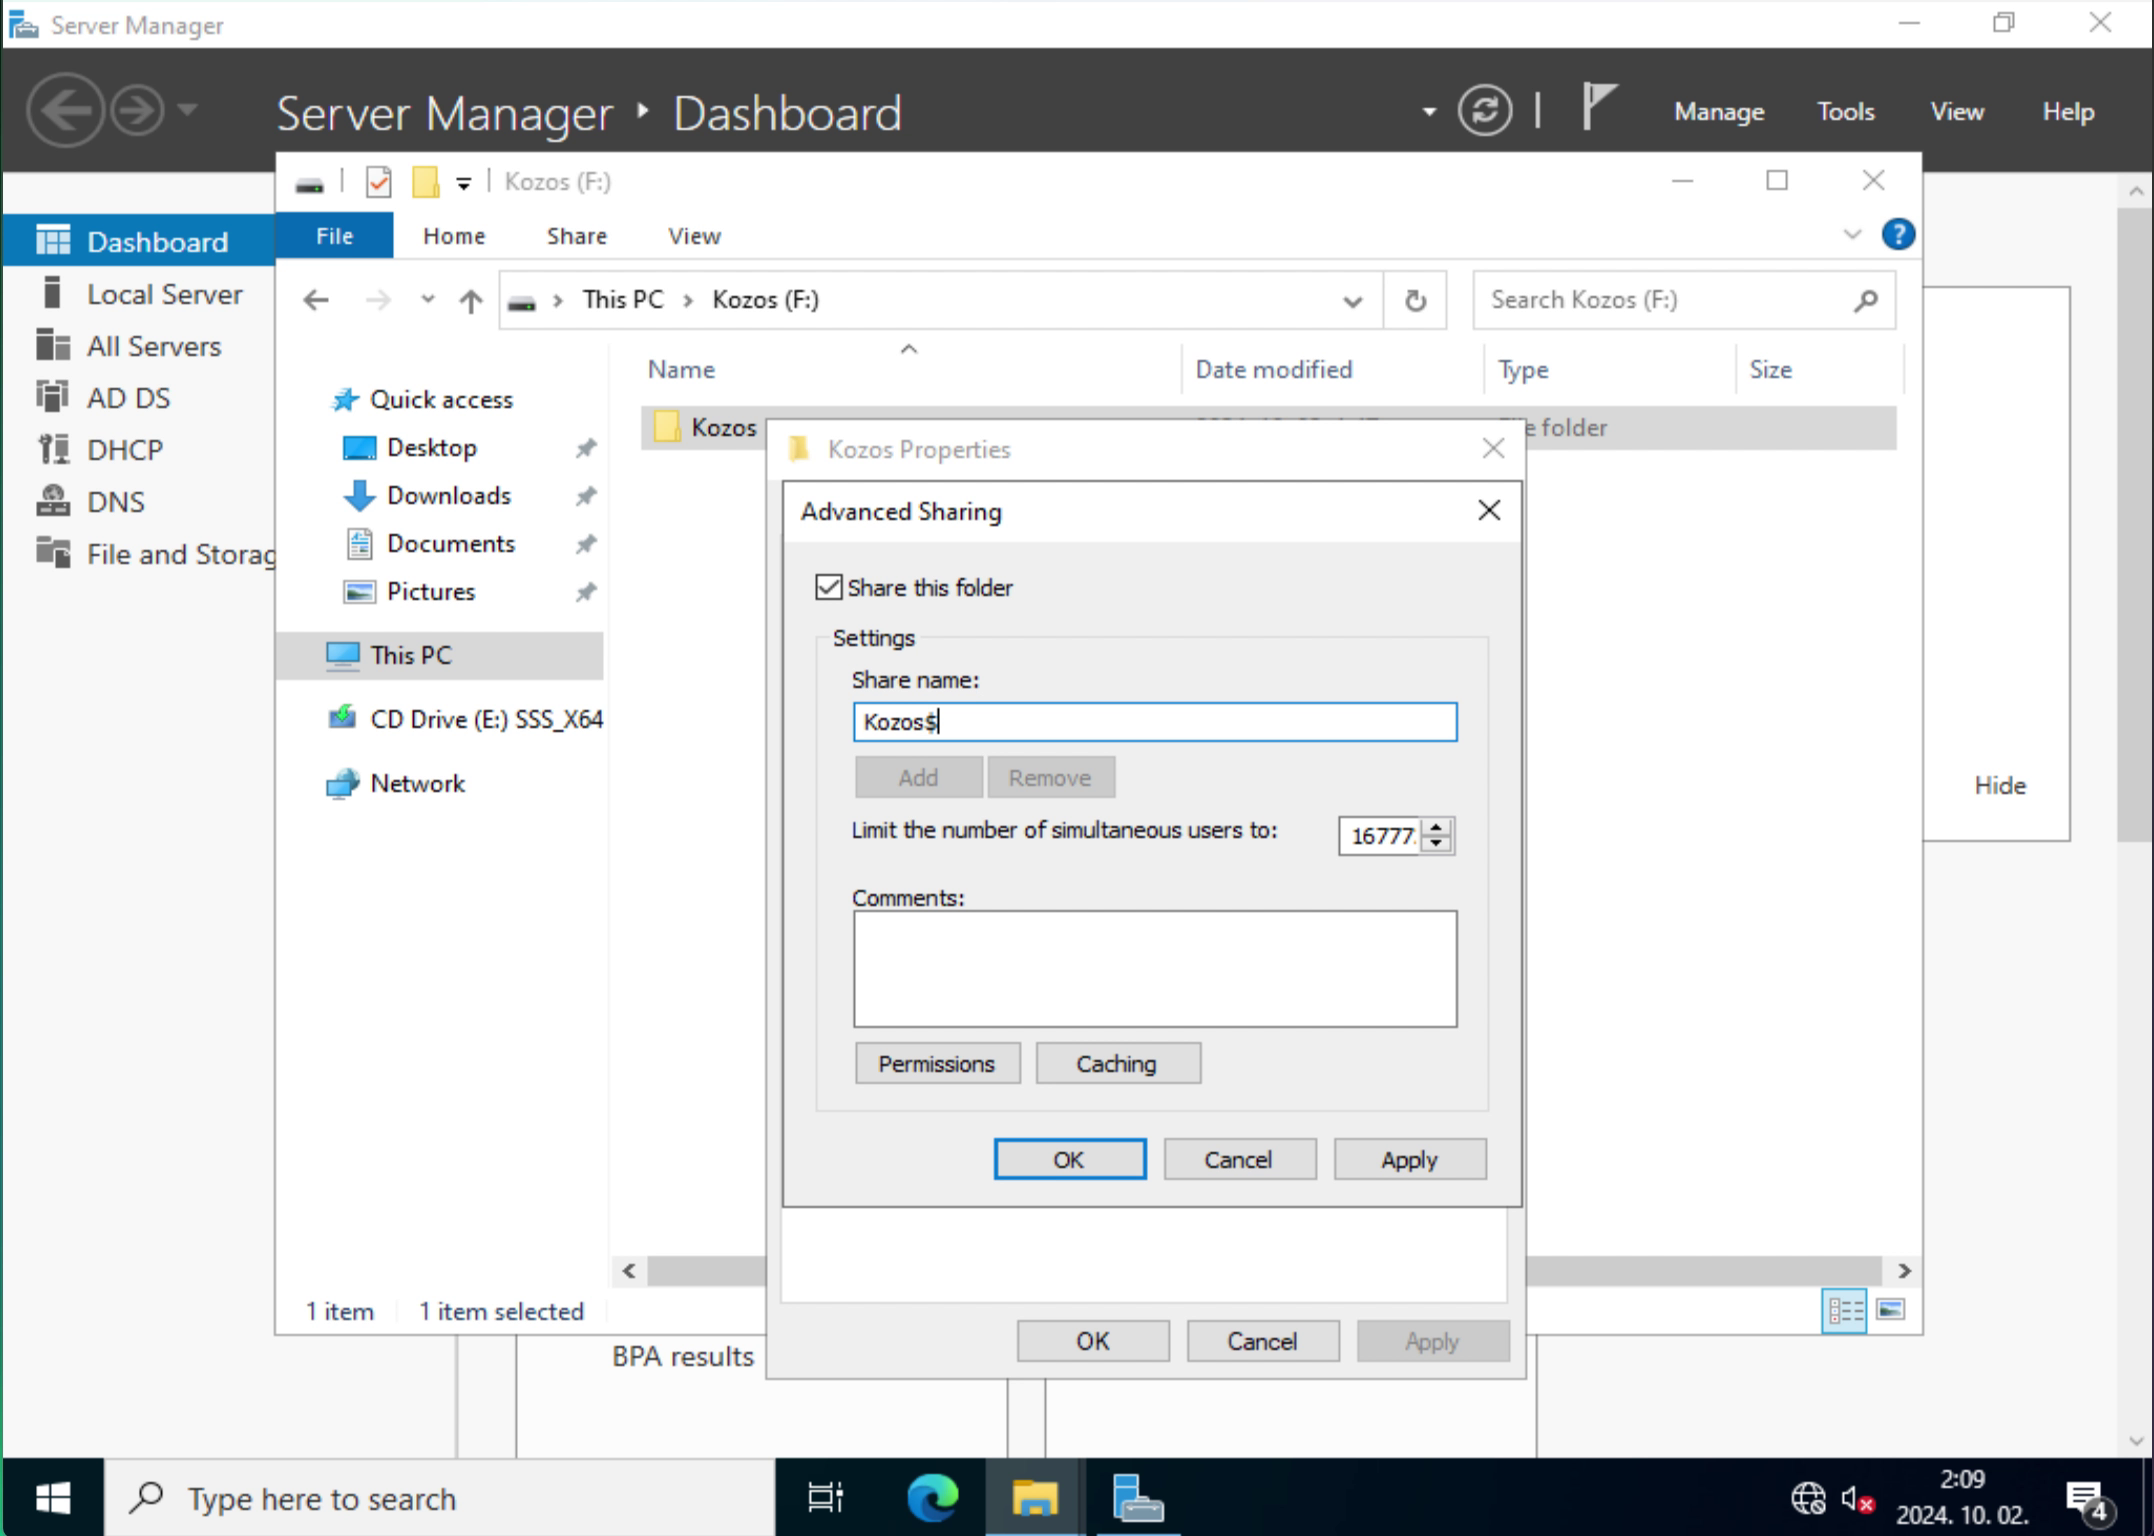 Server Manager
Server Manager Dashboard
Manage Tools View Help
Kozos (F:)
Dashboard
Local Server
All Servers
AD DS
DHCP
DNS
File and Storag
File Home Share View
This PC > Kozos (F:)
Search Kozos (F:)
Name Date modified Type Size
Quick access
Desktop
Downloads
Documents
Pictures
This PC
CD Drive (E:) SSS_X64
Network
Kozos
folder
Kozos Properties
Advanced Sharing
Share this folder
Settings
Share name:
Kozos$
Add Remove
Limit the number of simultaneous users to: 16777
Comments:
Permissions Caching
OK Cancel Apply
Hide
1 item 1 item selected
OK Cancel Apply
BPA results
Type here to search
2:09
2024. 10. 02.
4